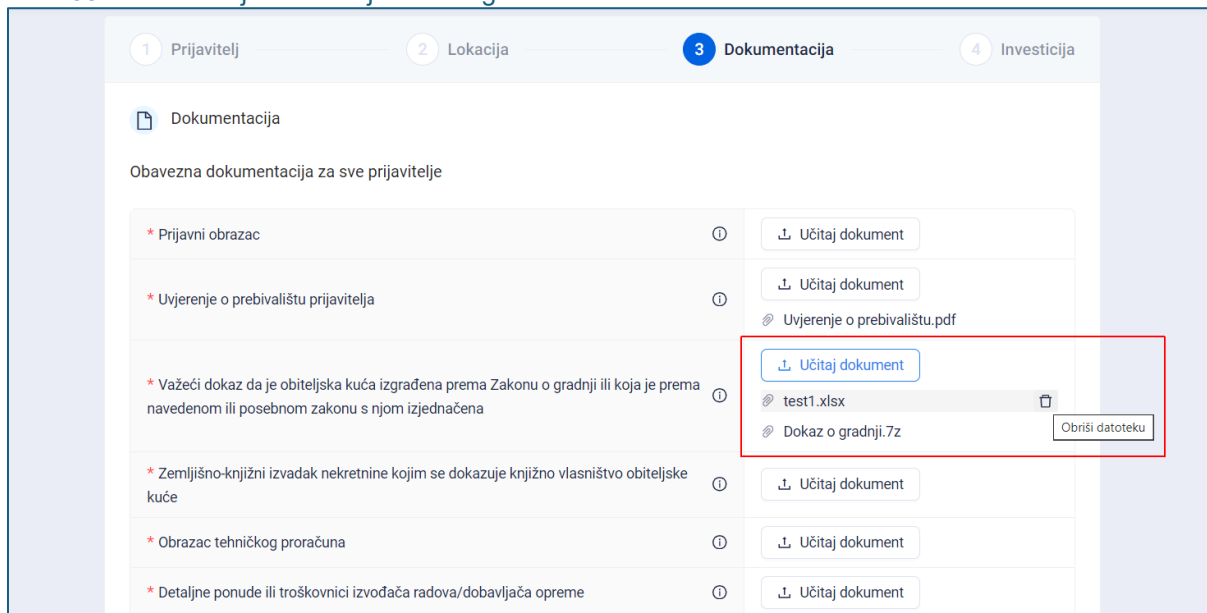 1 Prijavitelj 2 Lokacija 3 Dokumentacija 4 Investicija
Dokumentacija
Obavezna dokumentacija za sve prijavitelje
* Prijavni obrazac
Učitaj dokument
* Uvjerenje o prebivalištu prijavitelja
Učitaj dokument
Uvjerenje o prebivalištu.pdf
* Važeći dokaz da je obiteljska kuća izgrađena prema Zakonu o gradnji ili koja je prema
navedenom ili posebnom zakonu s njom izjednačena
Učitaj dokument
test1.xlsx
Obriši datoteku
Dokaz o gradnji.7z
* Zemljišno-knjižni izvadak nekretnine kojim se dokazuje knjižno vlasništvo obiteljske
kuće
Učitaj dokument
* Obrazac tehničkog proračuna
Učitaj dokument
* Detaljne ponude ili troškovnici izvođača radova/dobavljača opreme
Učitaj dokument